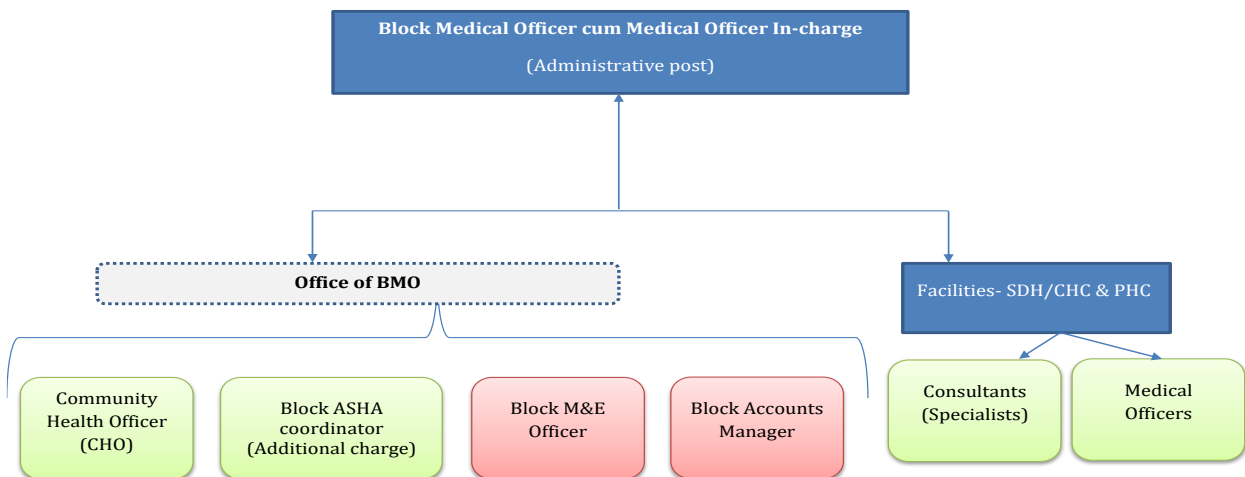 Block Medical Officer cum Medical Officer In-charge
(Administrative post)
Office of BMO
Facilities- SDH/CHC & PHC
Community
Health Officer
(CHO)
Block ASHA
coordinator
(Additional charge)
Block M&E
Officer
Block Accounts
Manager
Consultants
(Specialists)
Medical
Officers